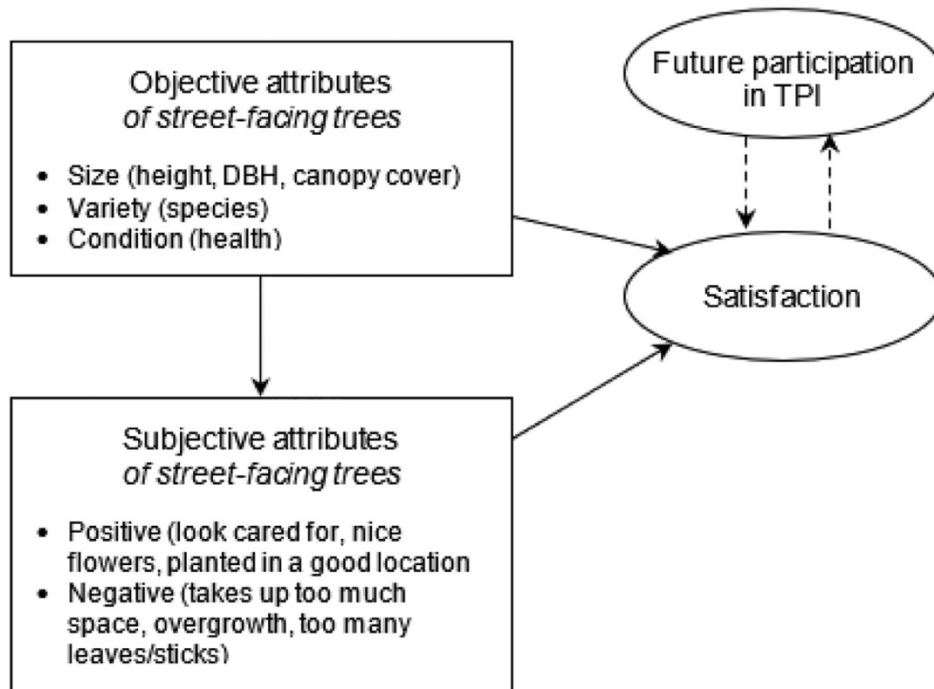 Objective attributes
of street-facing trees
• Size (height, DBH, canopy cover)
• Variety (species)
• Condition (health)
Future participation
in TPI
Satisfaction
Subjective attributes
of street-facing trees
• Positive (look cared for, nice
flowers, planted in a good location
• Negative (takes up too much
space, overgrowth, too many
leaves/sticks)